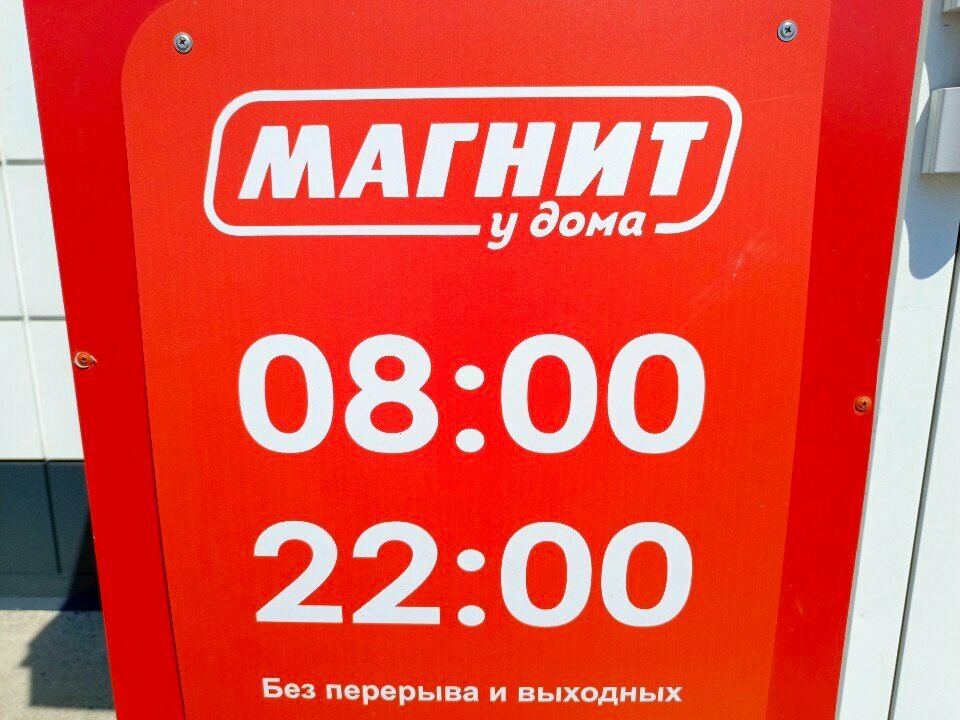 МАГНИТ
у дома
08:00
22:00
Без перерыва и выходных